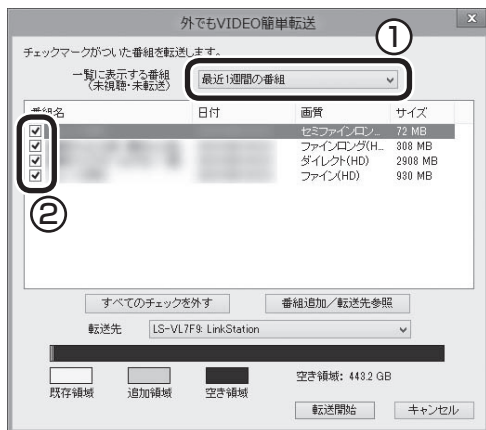 外でもVIDEO簡単転送
x
①
チェックマークがついた番組を転送します。
一覧に表示する番組
(未視聴・未転送)
最近1週間の番組
番組名 日付 画質 サイズ
セミファインロン... 72 MB
ファインロング(H... 308 MB
ダイレクト(HD) 2908 MB
ファイン(HD) 930 MB
②
すべてのチェックを外す 番組追加/転送先参照
転送先 LS-VL7F9: LinkStation
既存領域 追加領域 空き領域 空き領域: 443.2 GB
転送開始 キャンセル